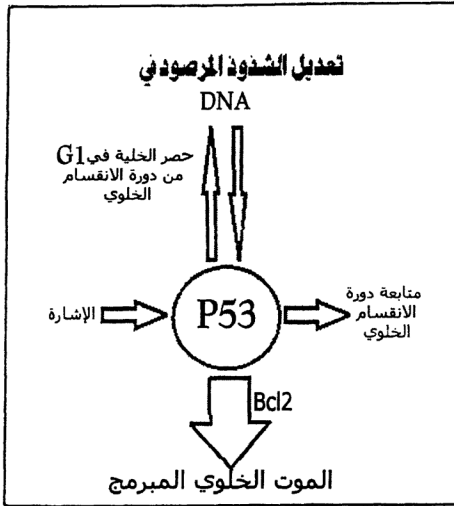 تعديل الشذوذ المرصود في
DNA
حصر الخلية في G1
من دورة الانقسام
الخلوي
الإشارة
P53
متابعة دورة
الانقسام
الخلوي
Bcl2
الموت الخلوي المبرمج